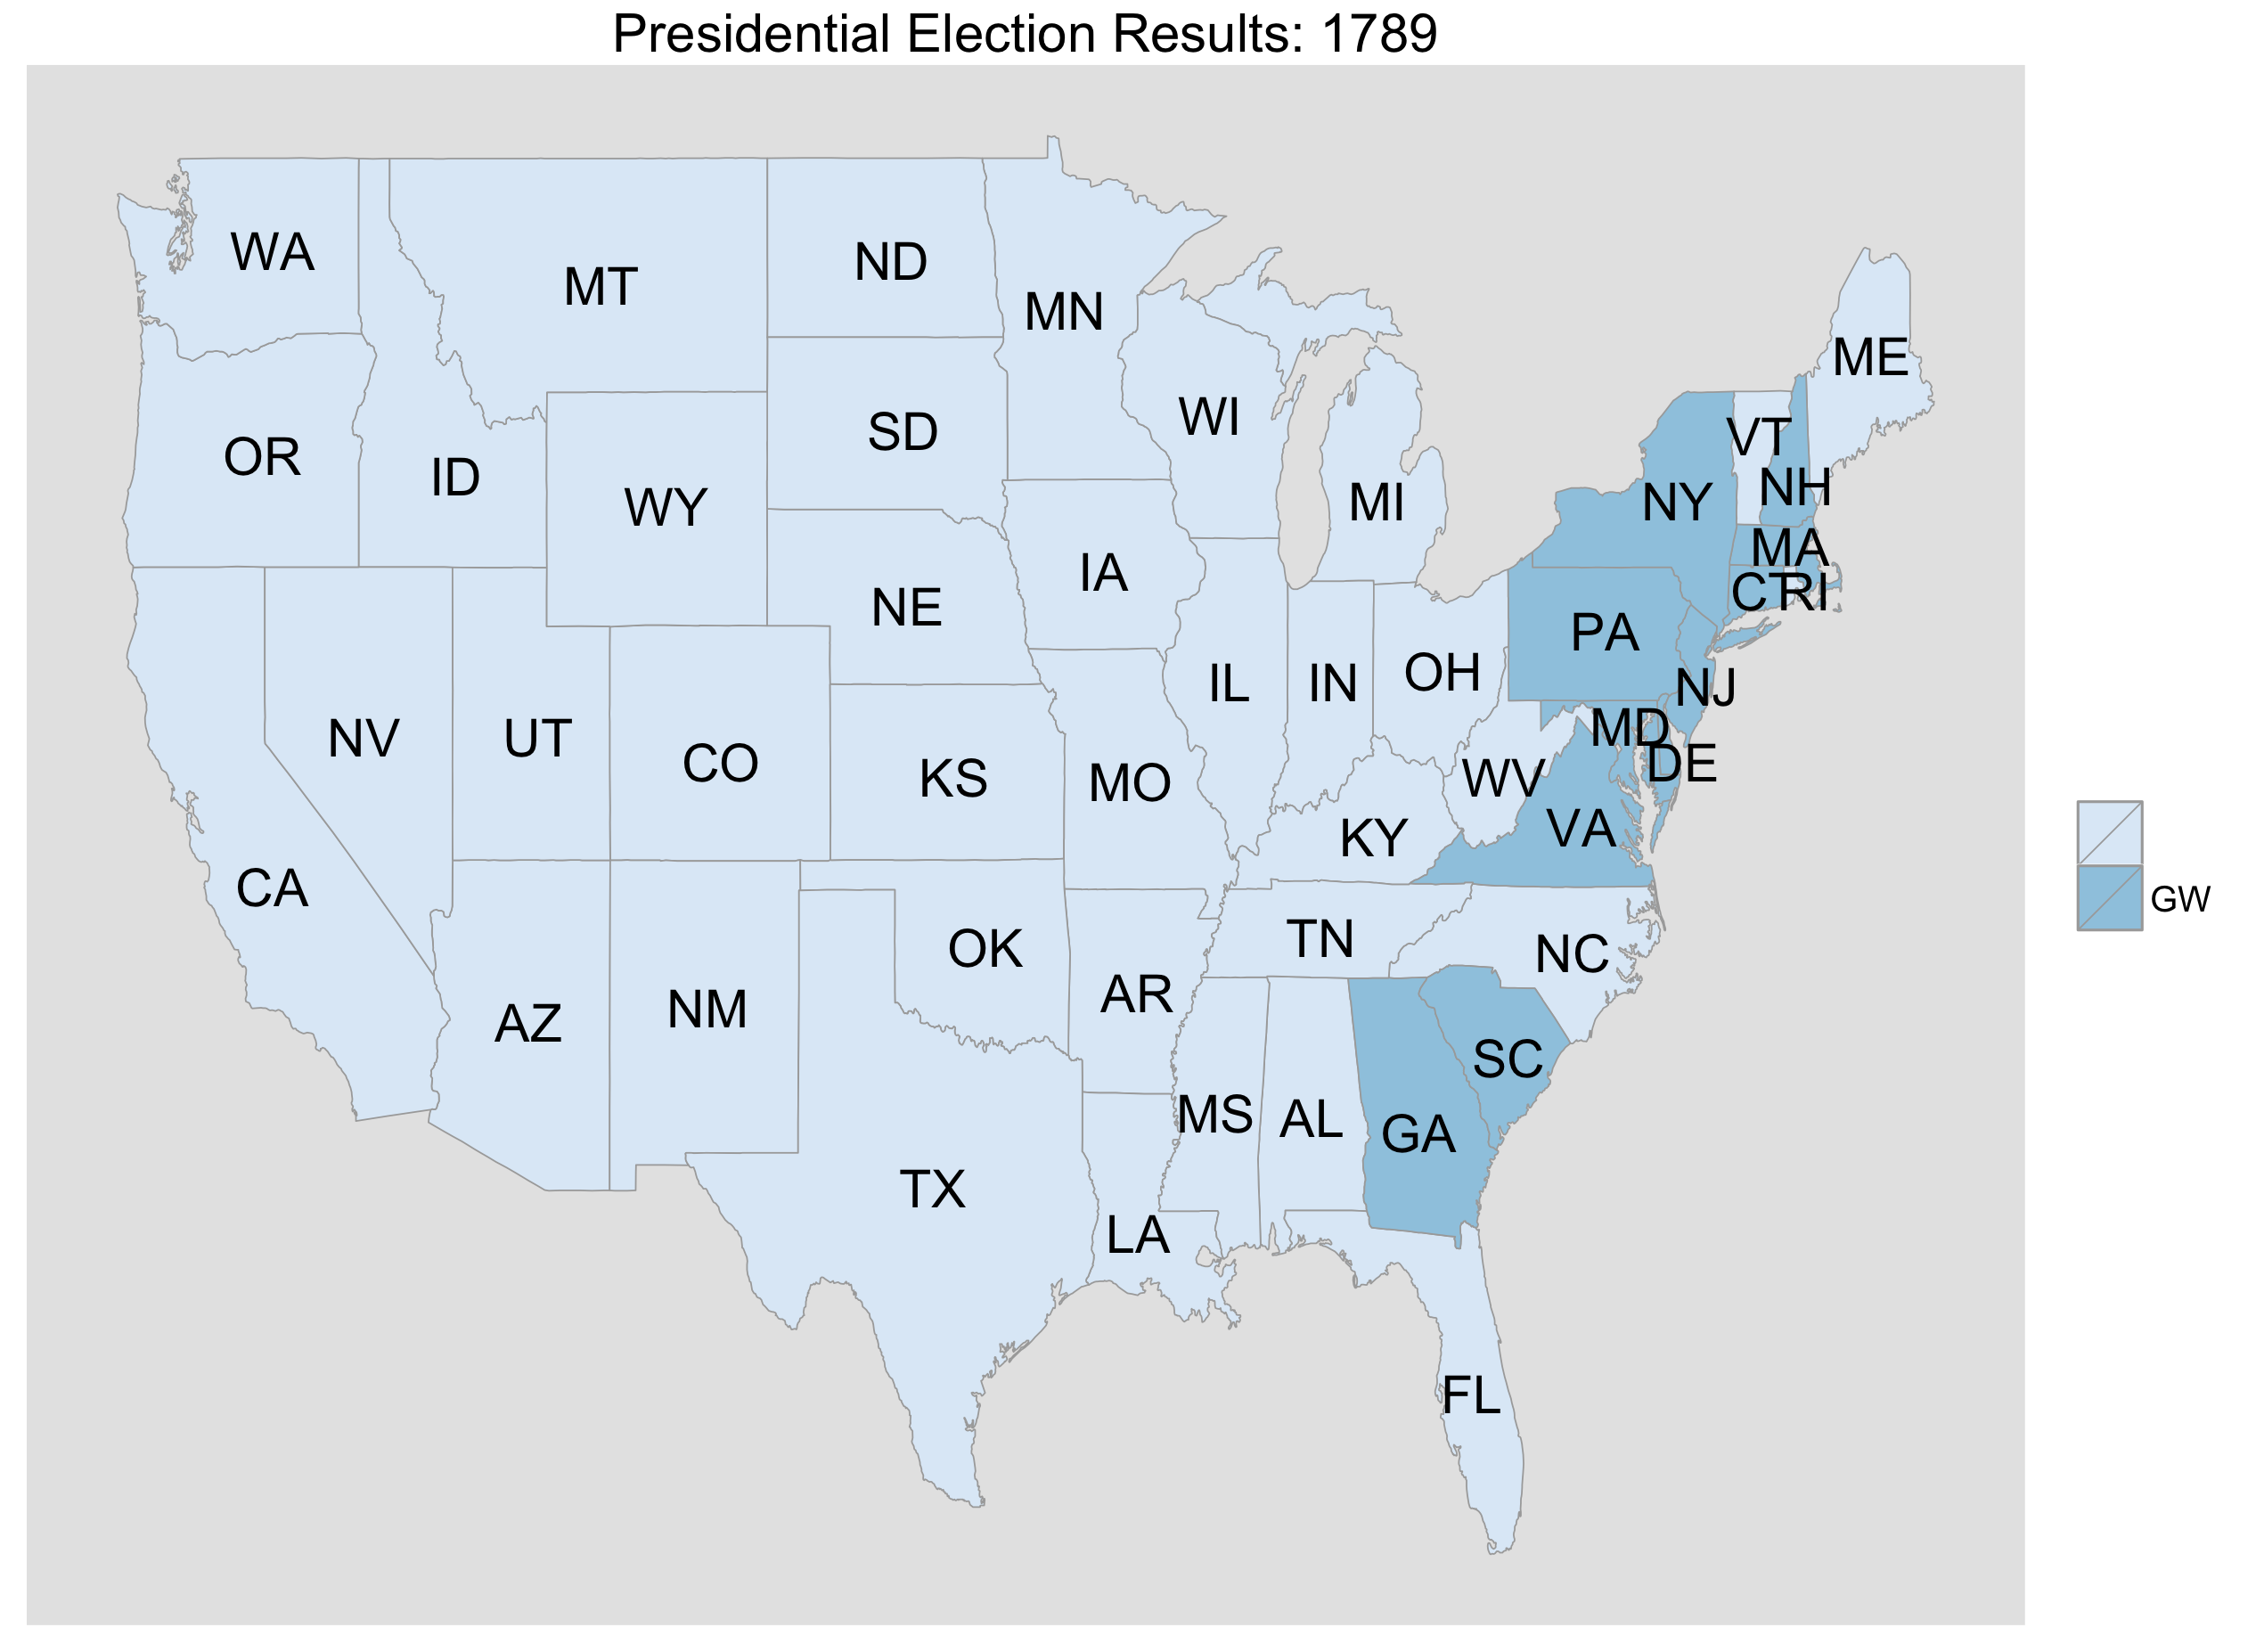 Presidential Election Results: 1789
WA
MT
ND
MN
ME
OR
ID
WY
SD
WI
MI
NY
VT
NH
MA
CT
RI
NE
IA
PA
NJ
NV
UT
CO
KS
MO
IL
IN
OH
MD
DE
WV
VA
KY
CA
GW
AZ
NM
OK
AR
TN
NC
SC
MS
AL
GA
TX
LA
FL